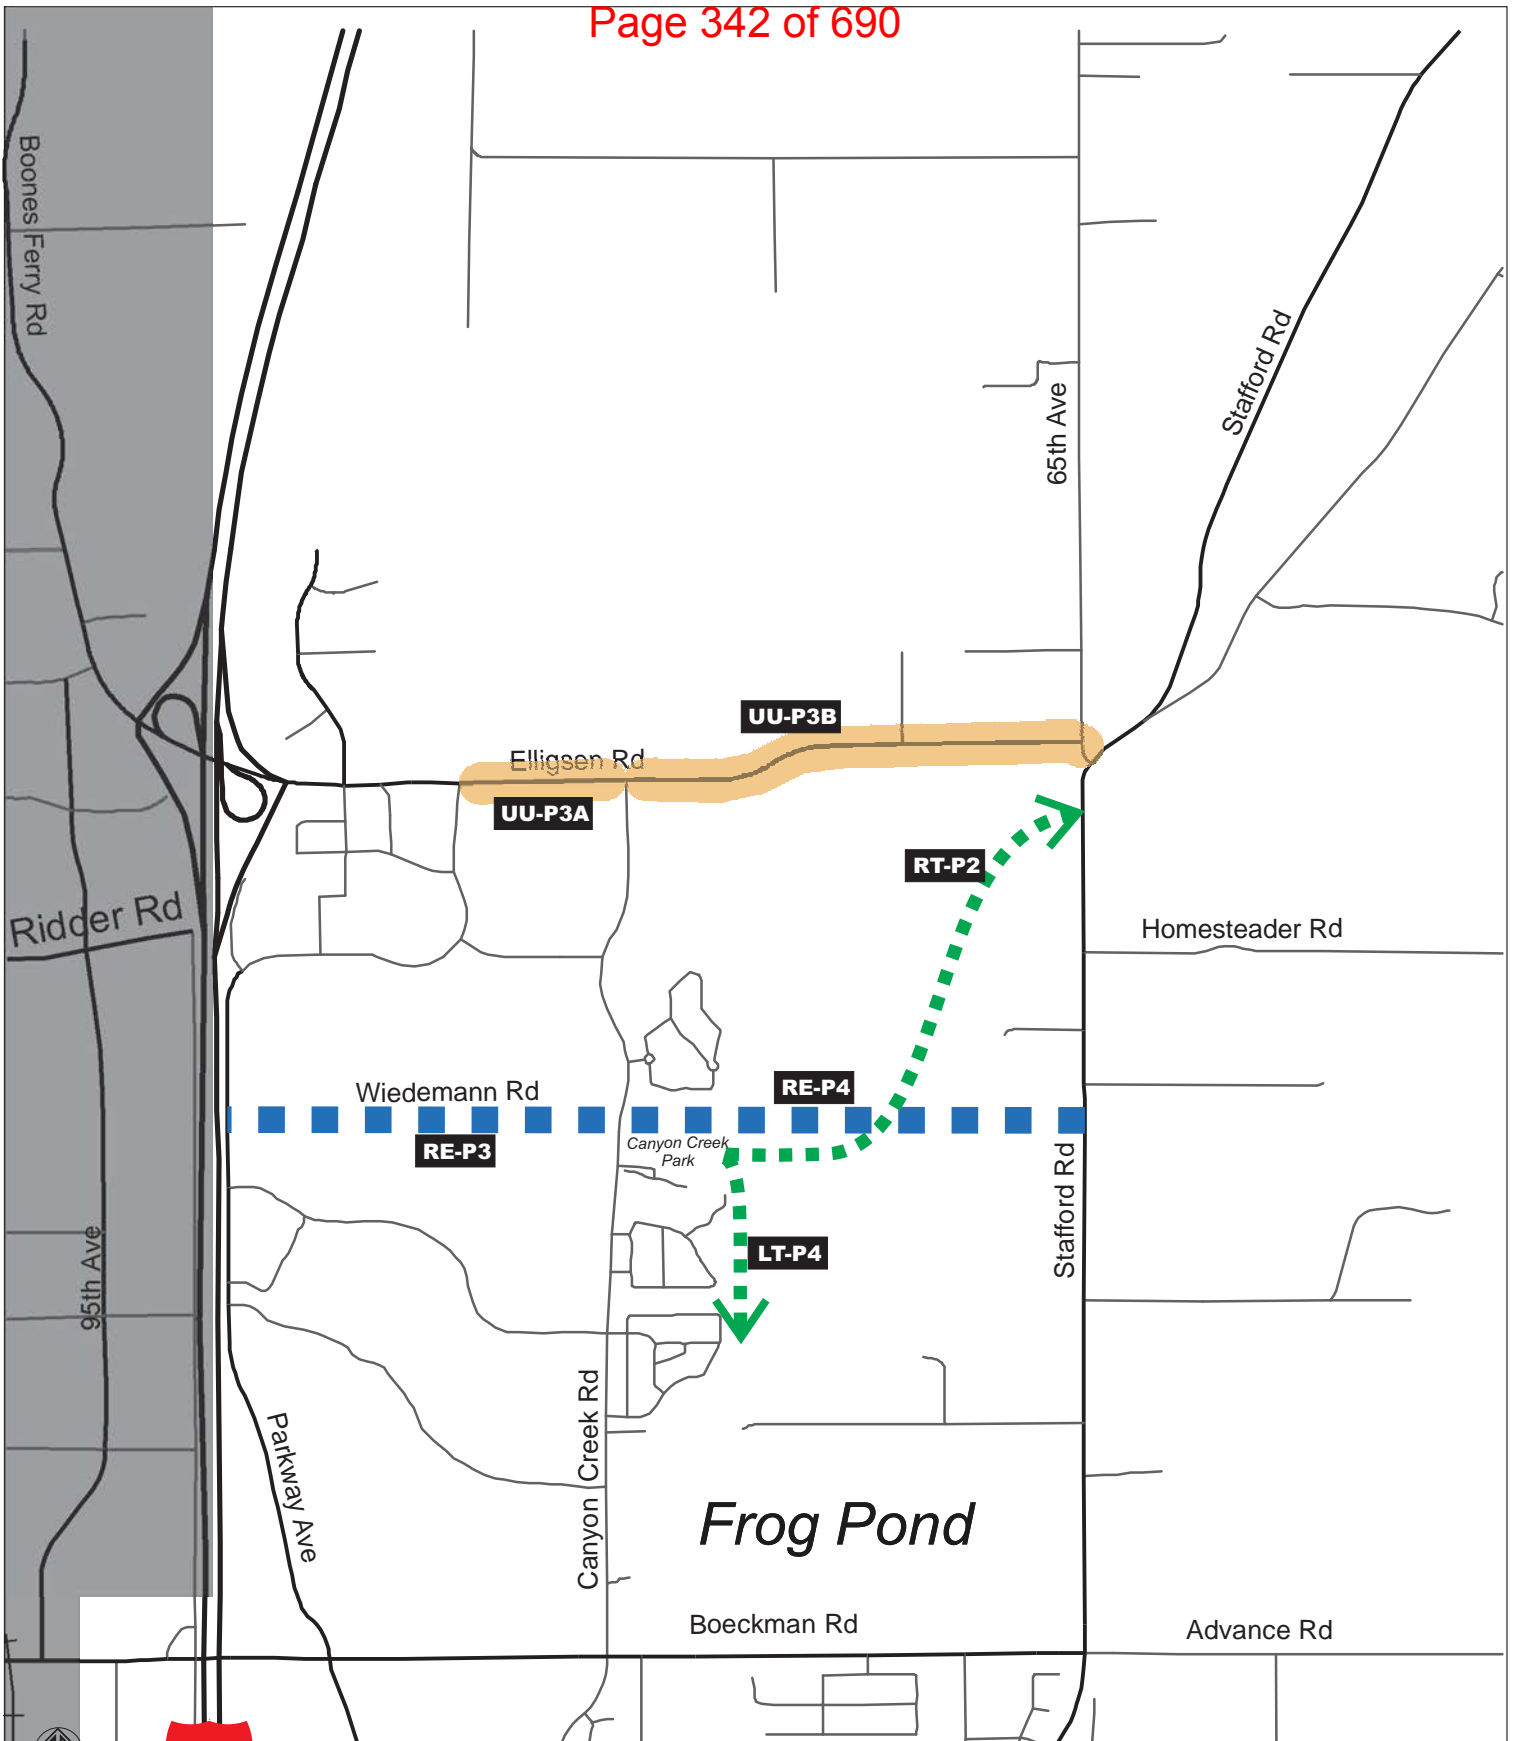 Page 342 of 690
Boones Ferry Rd
Stafford Rd
65th Ave
UU-P3B
Elligsen Rd
UU-P3A
RT-P2
Ridder Rd
Homesteader Rd
Wiedemann Rd
RE-P4
RE-P3
Canyon Creek
Park
Stafford Rd
95th Ave
LT-P4
Canyon Creek Rd
Parkway Ave
Frog Pond
Boeckman Rd
Advance Rd